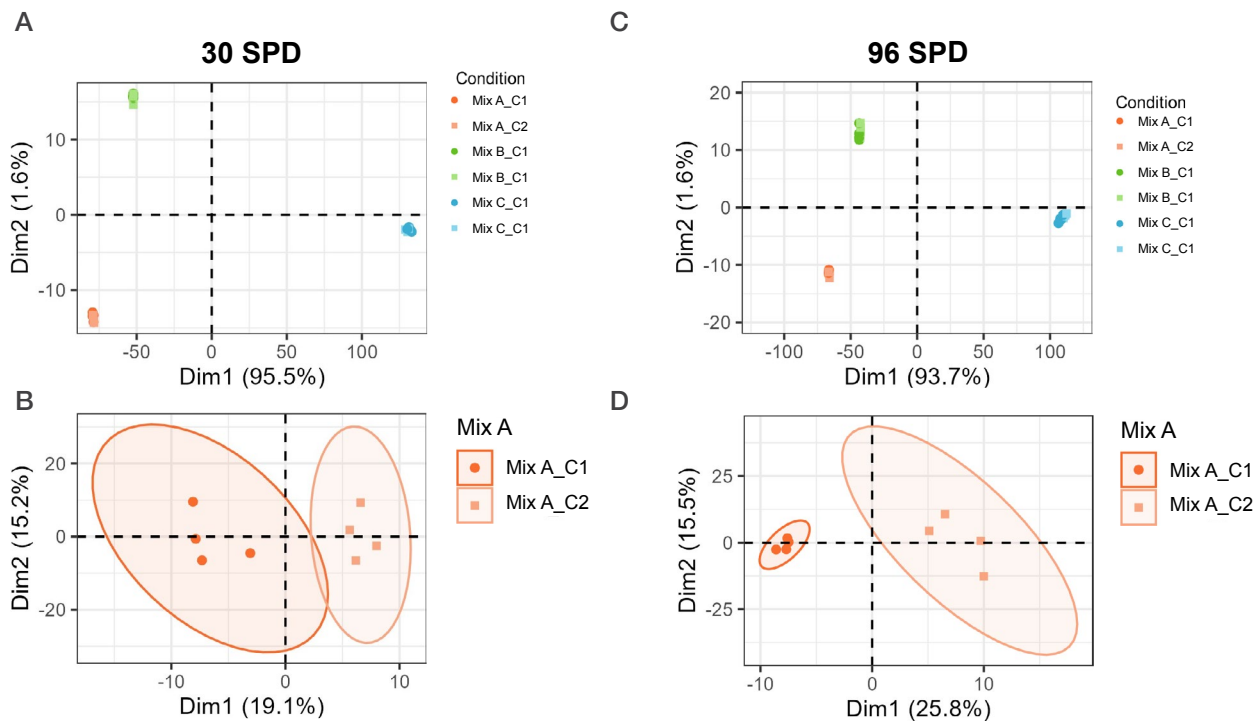 A
30 SPD
Dim2 (1.6%)
10
0
-10
-50
0
50
100
Dim1 (95.5%)
Condition
Mix A_C1
Mix A_C2
Mix B_C1
Mix B_C1
Mix C_C1
Mix C_C1
C
96 SPD
Dim2 (1.6%)
20
10
0
-10
-20
-100
-50
0
50
100
Dim1 (93.7%)
Condition
Mix A_C1
Mix A_C2
Mix B_C1
Mix B_C1
Mix C_C1
Mix C_C1
B
Dim2 (15.2%)
20
0
-20
-10
0
10
Dim1 (19.1%)
Mix A
Mix A_C1
Mix A_C2
D
Dim2 (15.5%)
25
0
-25
-10
0
10
20
Dim1 (25.8%)
Mix A
Mix A_C1
Mix A_C2